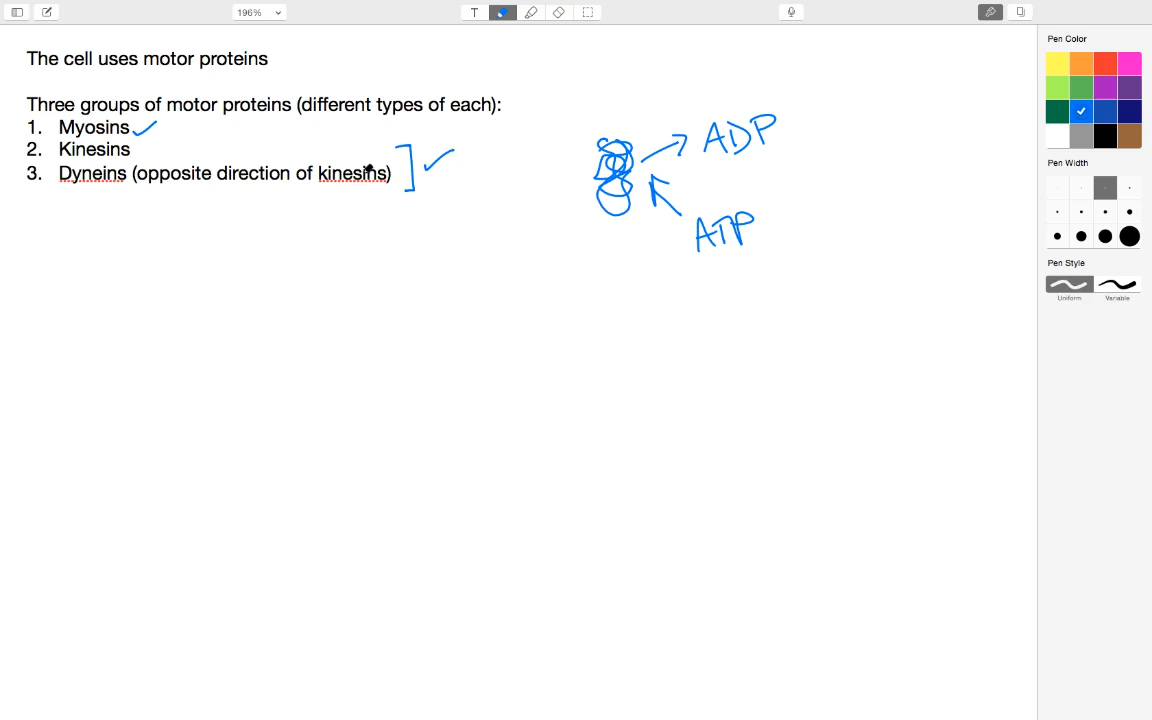 196%
T
The cell uses motor proteins
Three groups of motor proteins (different types of each):
1. Myosins
2. Kinesins
3. Dyneins (opposite direction of kinesins)
ADP
ATP
Pen Color
Pen Width
Pen Style
Uniform Variable